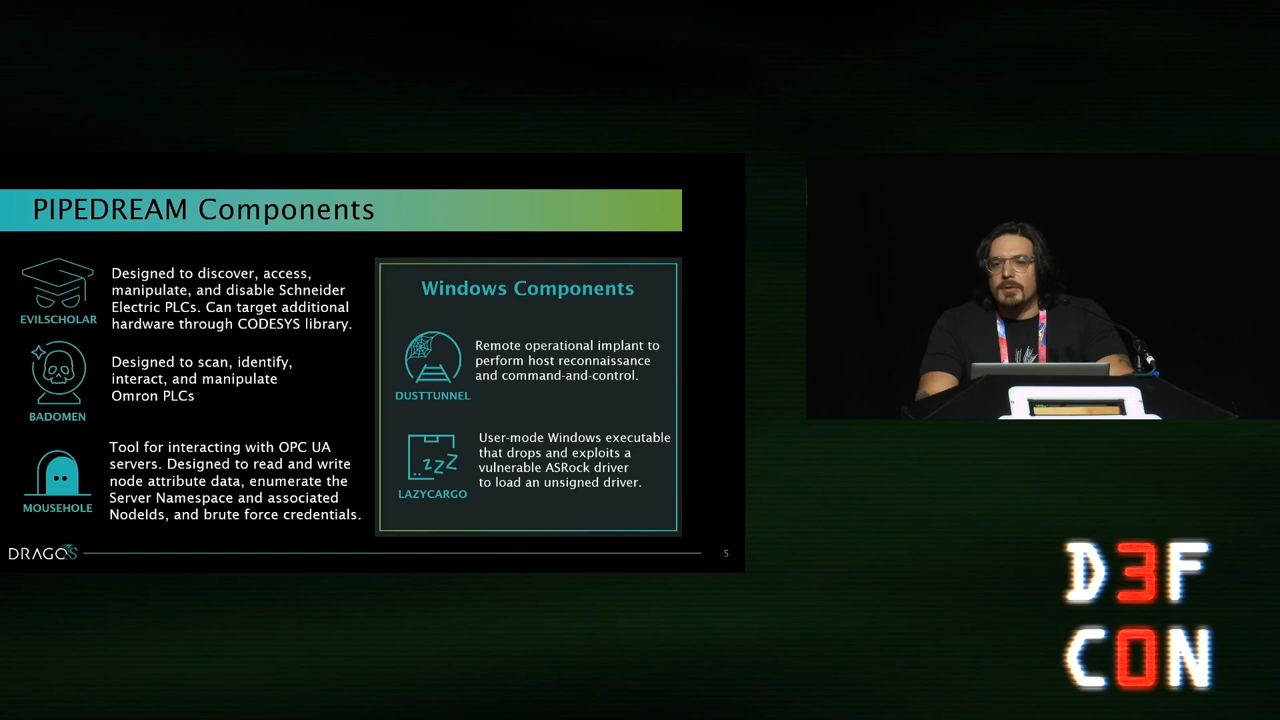 PIPEDREAM Components
EVILSCHOLAR
Designed to discover, access,
manipulate, and disable Schneider
Electric PLCs. Can target additional
hardware through CODESYS library.
BADOMEN
Designed to scan, identify,
interact, and manipulate
Omron PLCs
MOUSEHOLE
Tool for interacting with OPC UA
servers. Designed to read and write
node attribute data, enumerate the
Server Namespace and associated
NodeIds, and brute force credentials.
Windows Components
DUSTTUNNEL
Remote operational implant to
perform host reconnaissance
and command-and-control.
LAZYCARGO
User-mode Windows executable
that drops and exploits a
vulnerable ASRock driver
to load an unsigned driver.
zzz
DRAGOS
5
D3F
C0N